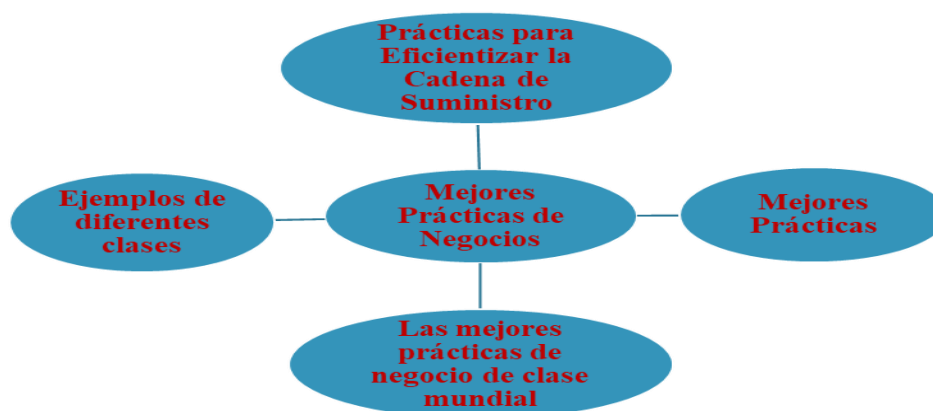 Prácticas para
Eficientizar la
Cadena de
Suministro
Ejemplos de
diferentes
clases
Mejores
Prácticas de
Negocios
Mejores
Prácticas
Las mejores
prácticas de
negocio de clase
mundial